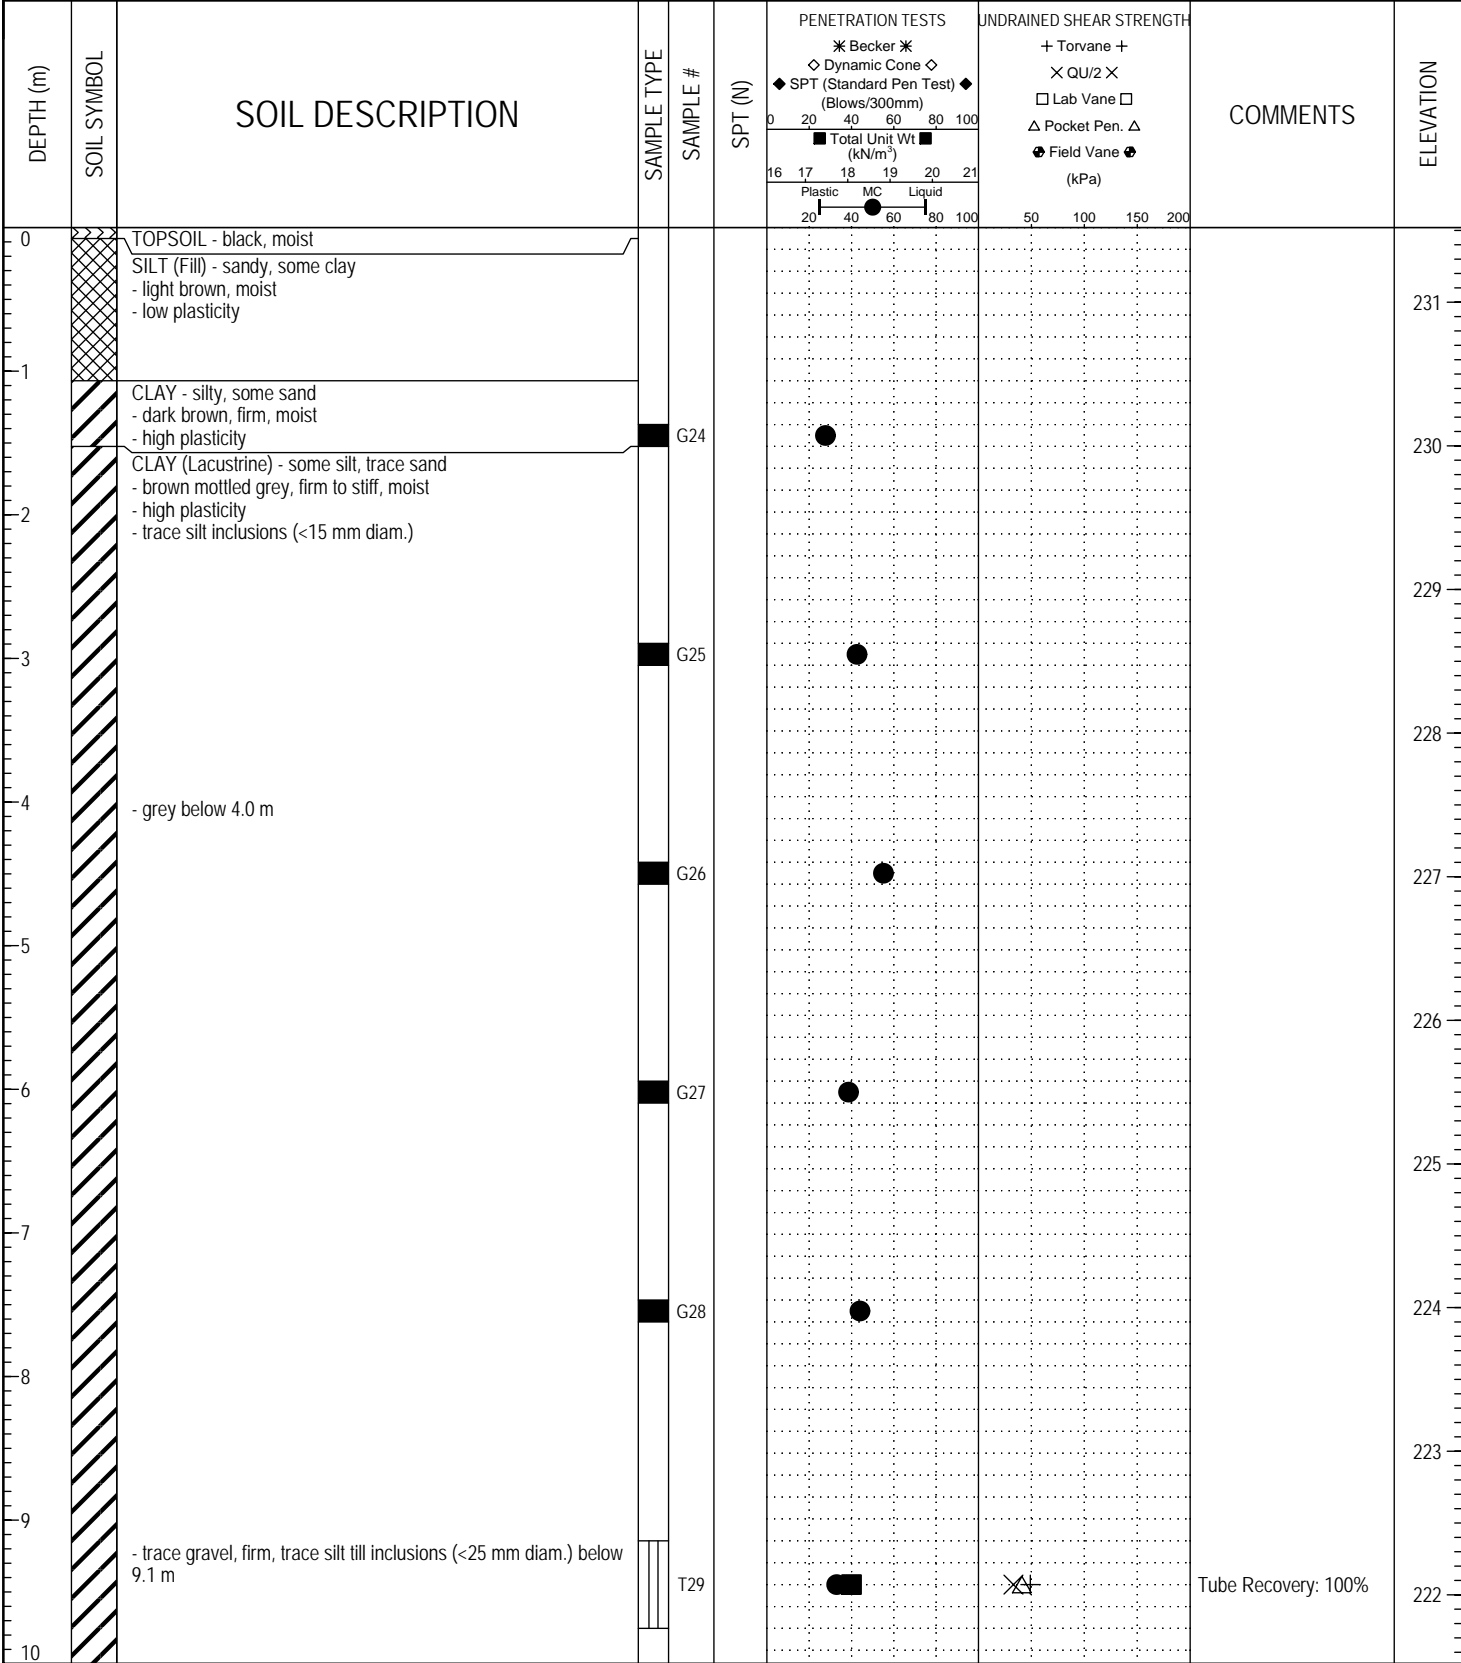 DEPTH (m)
SOIL SYMBOL
SOIL DESCRIPTION
SAMPLE TYPE
SAMPLE #
SPT (N)
PENETRATION TESTS
✳ Becker ✳
◇ Dynamic Cone ◇
◆ SPT (Standard Pen Test) ◆
(Blows/300mm)
0 20 40 60 80 100
■ Total Unit Wt ■
(kN/m³)
16 17 18 19 20 21
Plastic MC Liquid
20 40 60 80 100
UNDRAINED SHEAR STRENGTH
+ Torvane +
× QU/2 ×
□ Lab Vane □
△ Pocket Pen. △
Field Vane
(kPa)
50 100 150 200
COMMENTS
ELEVATION
0
TOPSOIL - black, moist
SILT (Fill) - sandy, some clay
- light brown, moist
- low plasticity
231
1
CLAY - silty, some sand
- dark brown, firm, moist
- high plasticity
G24
230
CLAY (Lacustrine) - some silt, trace sand
- brown mottled grey, firm to stiff, moist
- high plasticity
- trace silt inclusions (<15 mm diam.)
2
229
G25
3
228
4
- grey below 4.0 m
G26
227
5
226
6
G27
225
7
G28
224
8
223
9
- trace gravel, firm, trace silt till inclusions (<25 mm diam.) below
9.1 m
T29
Tube Recovery: 100%
222
10